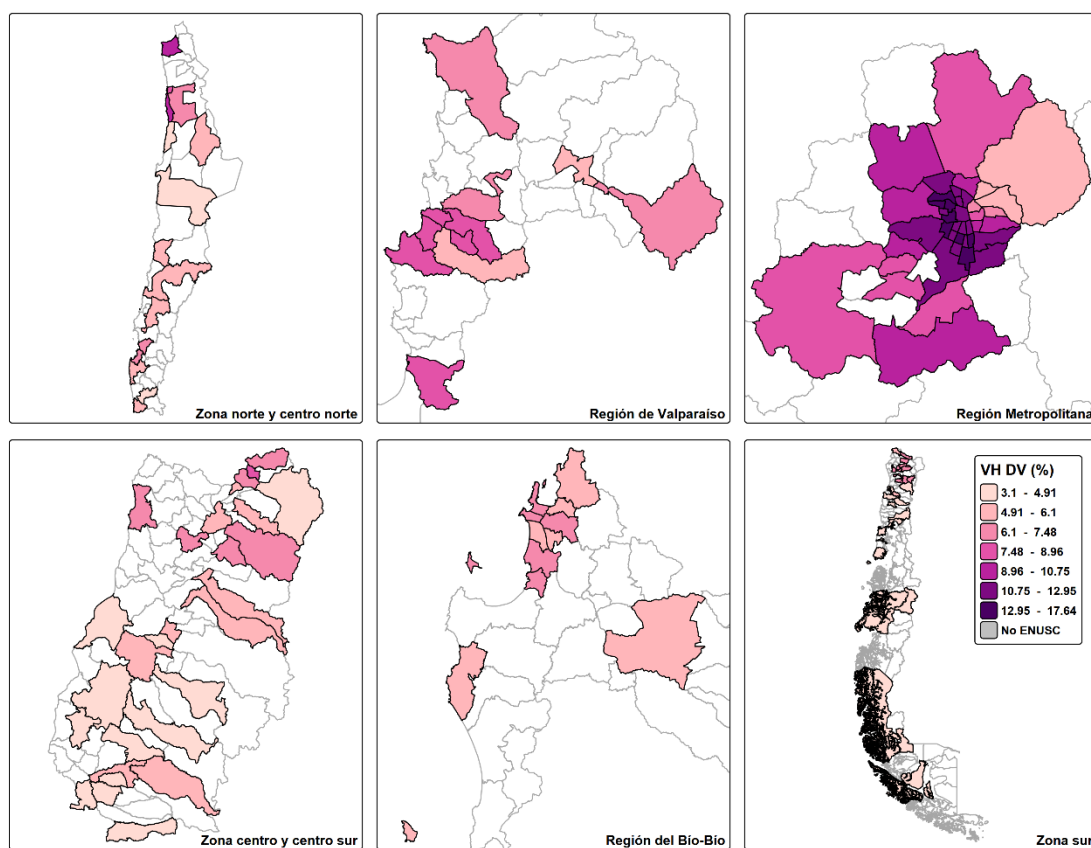 Zona norte y centro norte
Región de Valparaíso
Región Metropolitana
VH DV (%)
3.1 - 4.91
4.91 - 6.1
6.1 - 7.48
7.48 - 8.96
8.96 - 10.75
10.75 - 12.95
12.95 - 17.64
No ENUSC
Zona centro y centro sur
Región del Bío-Bío
Zona sur